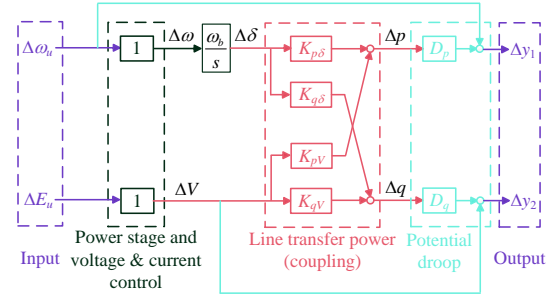 Δω_u
1
Δω
ω_b
s
Δδ
K_pδ
Δp
D_p
Δy_1
K_qδ
K_pV
ΔE_u
1
ΔV
K_qV
Δq
D_q
Δy_2
Input
Power stage and
voltage & current
control
Line transfer power
(coupling)
Potential
droop
Output